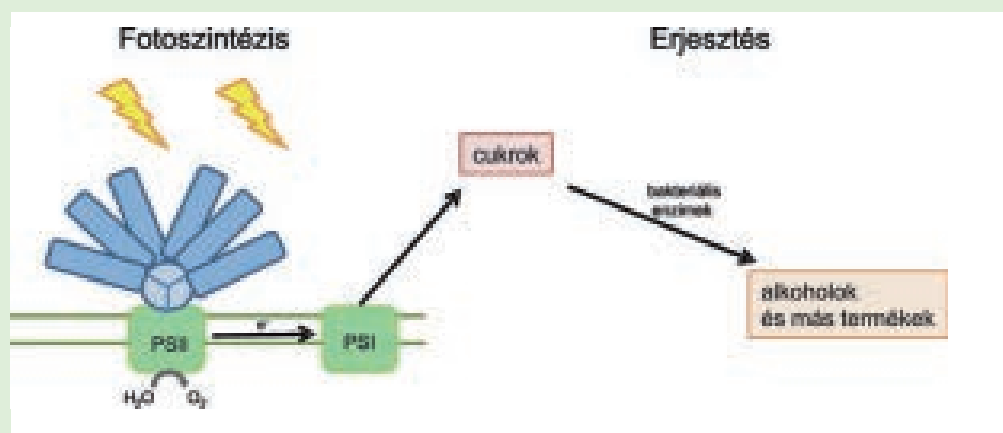 Fotoszintézis
Erjesztés
cukrok
bakteriális
enzimek
alkoholok
és más termékek
PSII
e-
PSI
H₂O
O₂